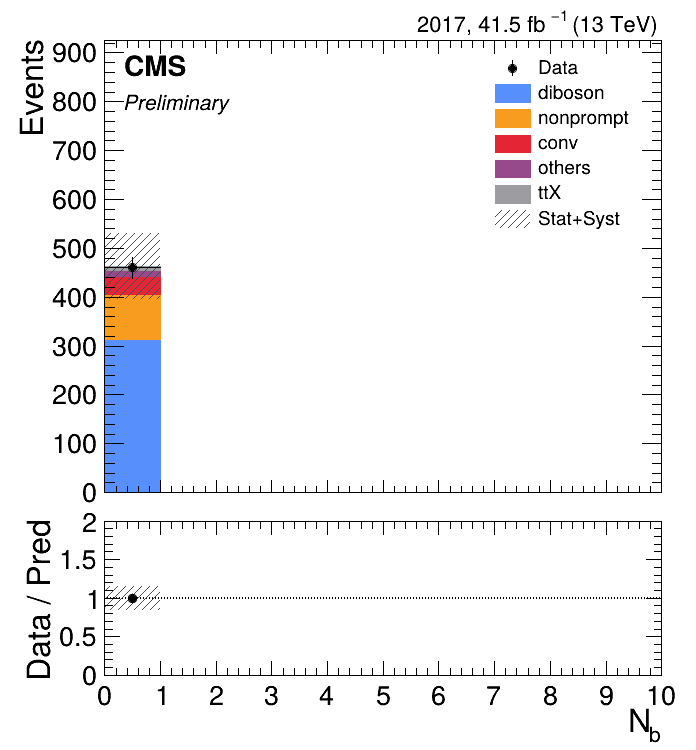 2017, 41.5 fb⁻¹ (13 TeV)
Events
900
800
700
600
500
400
300
200
100
0
CMS
Preliminary
Data
diboson
nonprompt
conv
others
ttX
Stat+Syst
Data / Pred
2
1.5
1
0.5
0
0 1 2 3 4 5 6 7 8 9 10
N_b